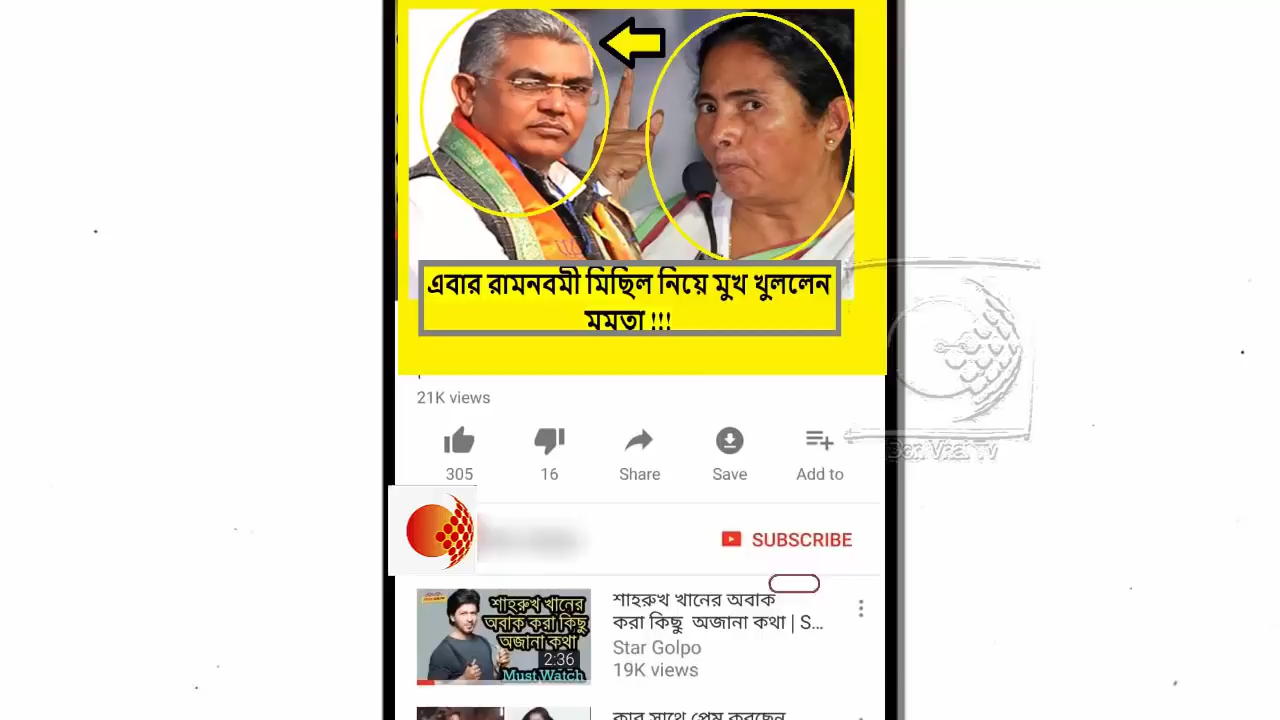 এবার রামনবমী মিছিল নিয়ে মুখ খুললেন
মমতা !!!
21K views
305
16
Share
Save
Add to
SUBSCRIBE
শাহরুখ খানের
অবাক করা কিছু
অজানা কথা
2:36
Must Watch
শাহরুখ খানের অবাক
করা কিছু অজানা কথা | S...
Star Golpo
19K views
কার সাথে প্রেম করছেন